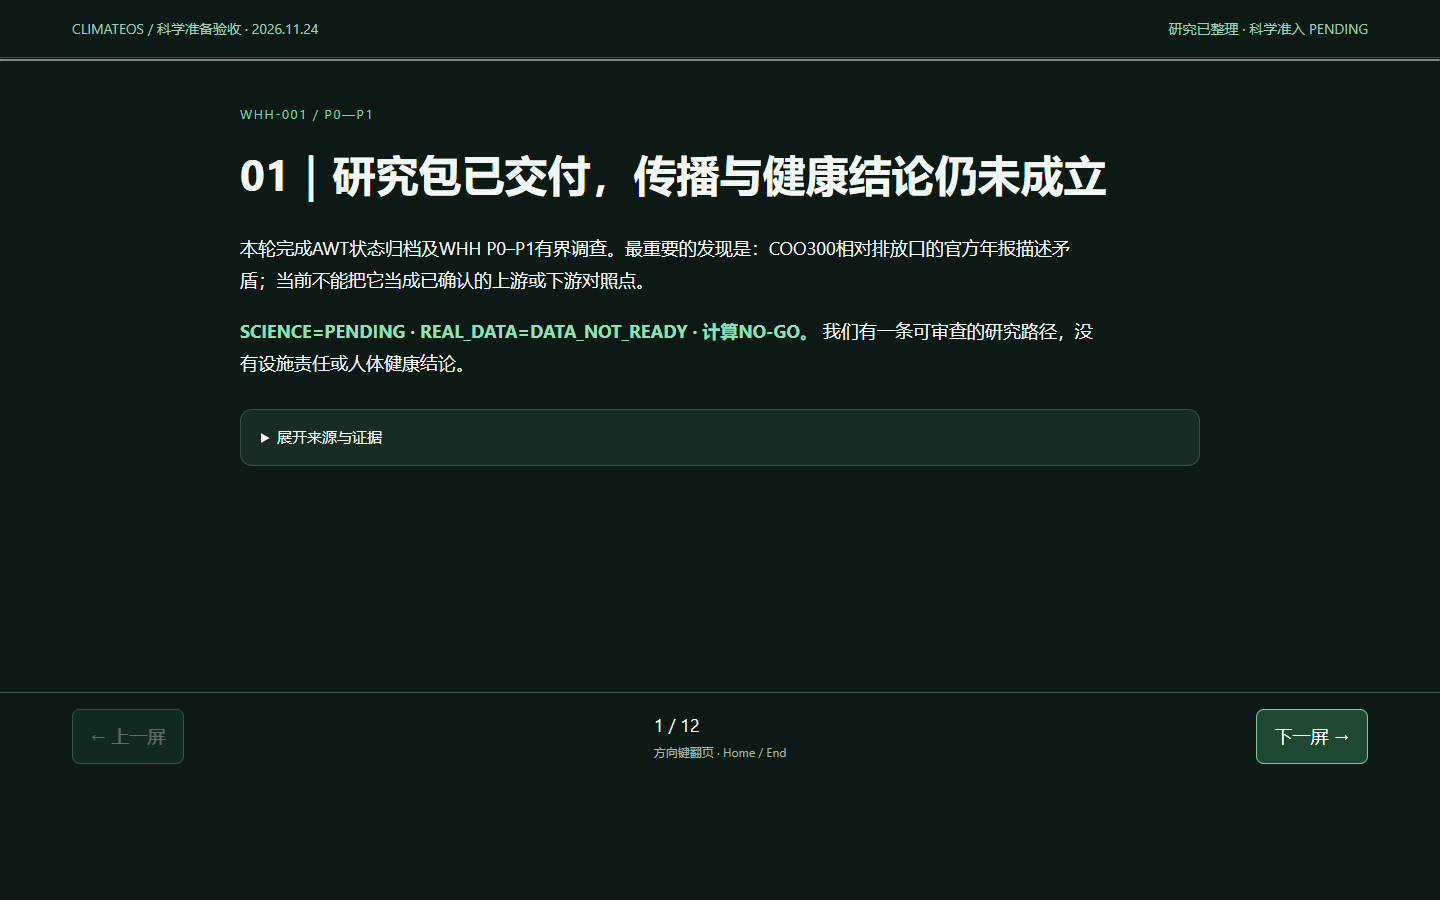 CLIMATEOS / 科学准备验收 · 2026.11.24
研究已整理 · 科学准入 PENDING
WHH-001 / P0—P1
01｜研究包已交付，传播与健康结论仍未成立
本轮完成AWT状态归档及WHH P0–P1有界调查。最重要的发现是：COO300相对排放口的官方年报描述矛
盾；当前不能把它当成已确认的上游或下游对照点。
SCIENCE=PENDING · REAL_DATA=DATA_NOT_READY · 计算NO-GO。 我们有一条可审查的研究路径，没
有设施责任或人体健康结论。
▶ 展开来源与证据
← 上一屏
1 / 12
方向键翻页 · Home / End
下一屏 →